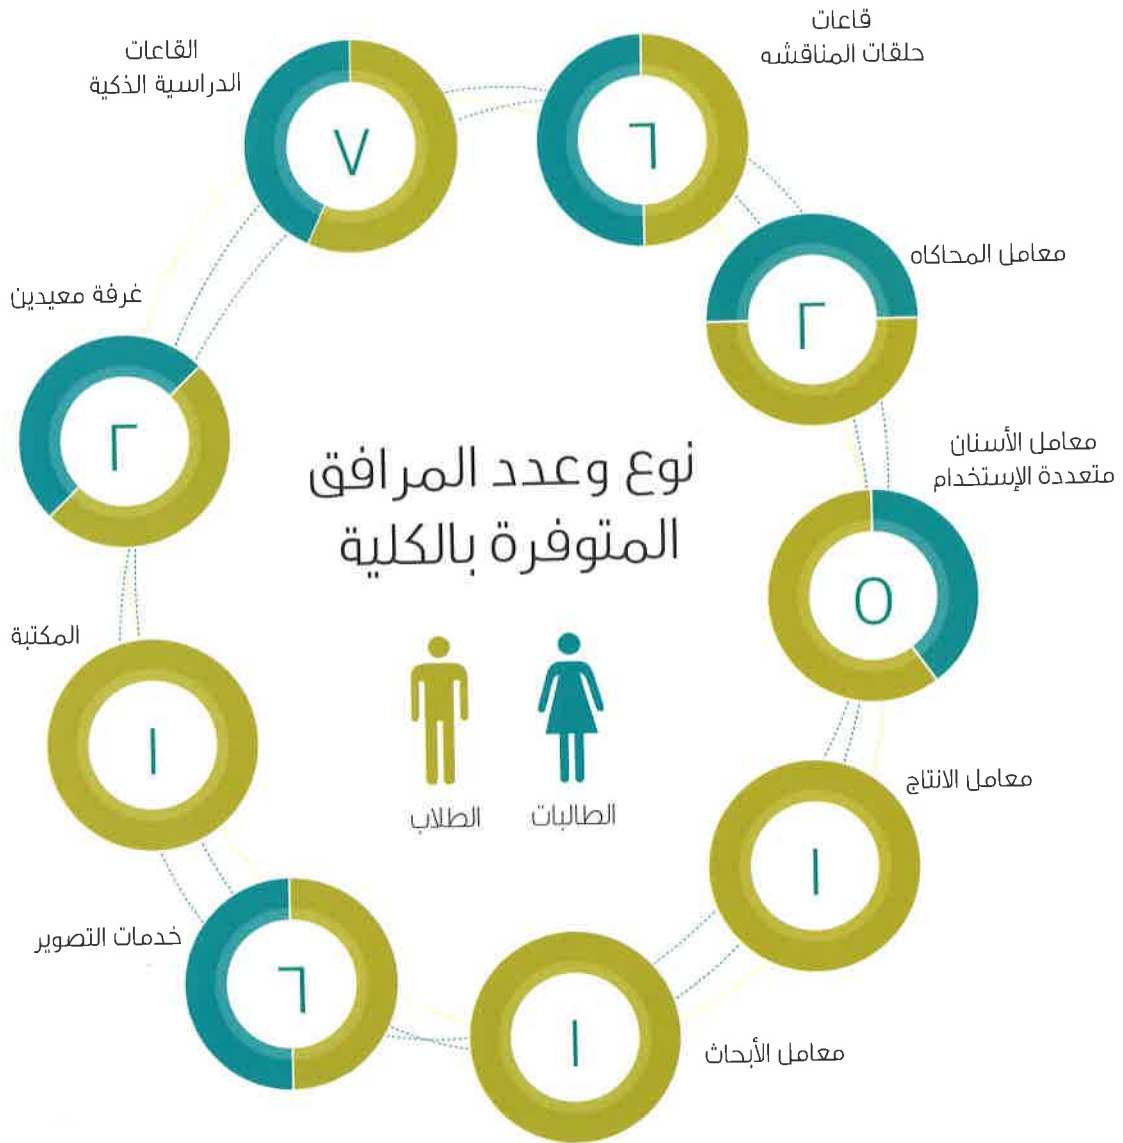 قاعات
حلقات المناقشه
٦
القاعات
الدراسية الذكية
٧
معامل المحاكاه
٢
غرفة معيدين
٢
معامل الأسنان
متعددة الإستخدام
٥
نوع وعدد المرافق
المتوفرة بالكلية
المكتبة
١
الطالبات
الطلاب
معامل الانتاج
١
خدمات التصوير
٦
معامل الأبحاث
١